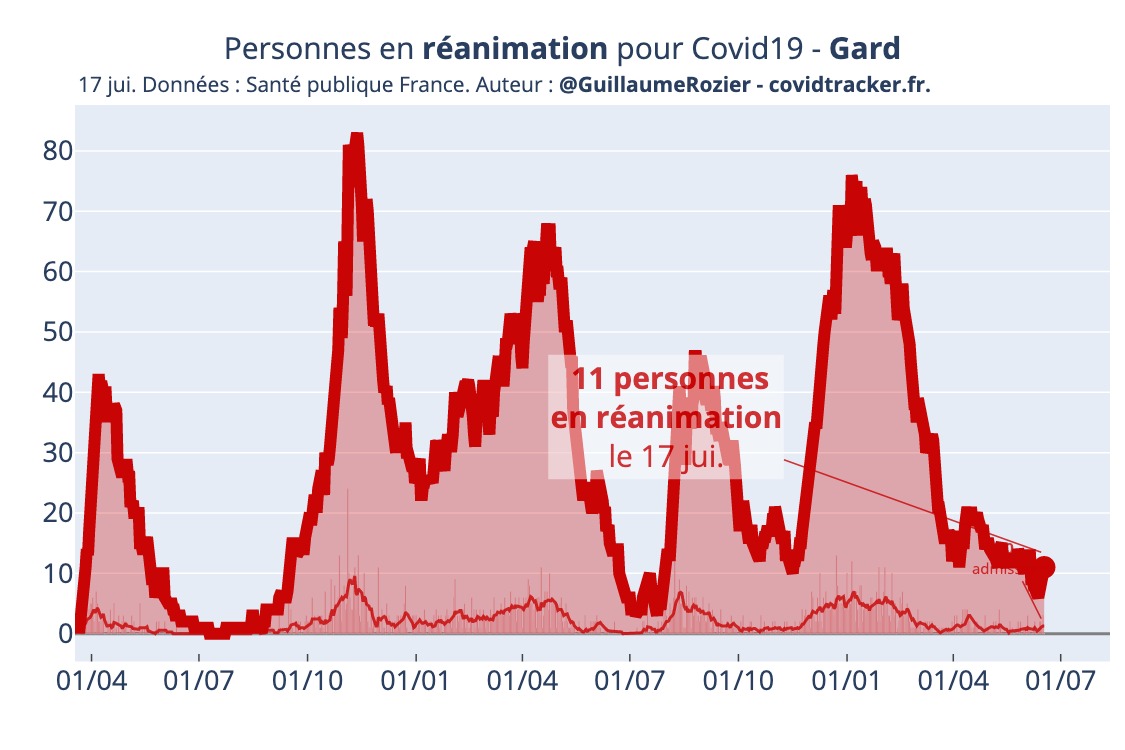 Personnes en réanimation pour Covid19 - Gard
17 jui. Données : Santé publique France. Auteur : @GuillaumeRozier - covidtracker.fr.
80
70
60
50
40
30
20
10
0
11 personnes
en réanimation
le 17 jui.
01/04 01/07 01/10 01/01 01/04 01/07 01/10 01/01 01/04 01/07